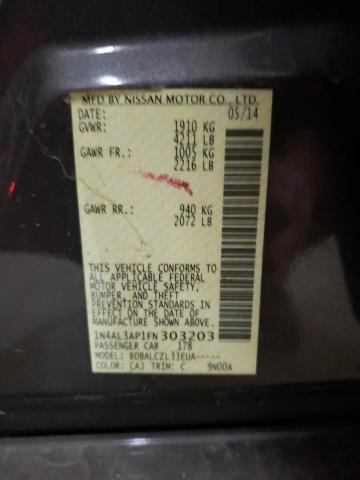 MFD BY NISSAN MOTOR CO., LTD.
DATE: 05/14
GVWR: 1910 KG
4211 LB
GAWR FR.: 1005 KG
2216 LB
GAWR RR.: 940 KG
2072 LB
THIS VEHICLE CONFORMS TO
ALL APPLICABLE FEDERAL
MOTOR VEHICLE SAFETY,
BUMPER, AND THEFT
PREVENTION STANDARDS IN
EFFECT ON THE DATE OF
MANUFACTURE SHOWN ABOVE.
1N4AL3AP1FN303203
PASSENGER CAR 178
MODEL: BDBALCZL33EUA-----
COLOR: CAJ TRIM: C 9N00A